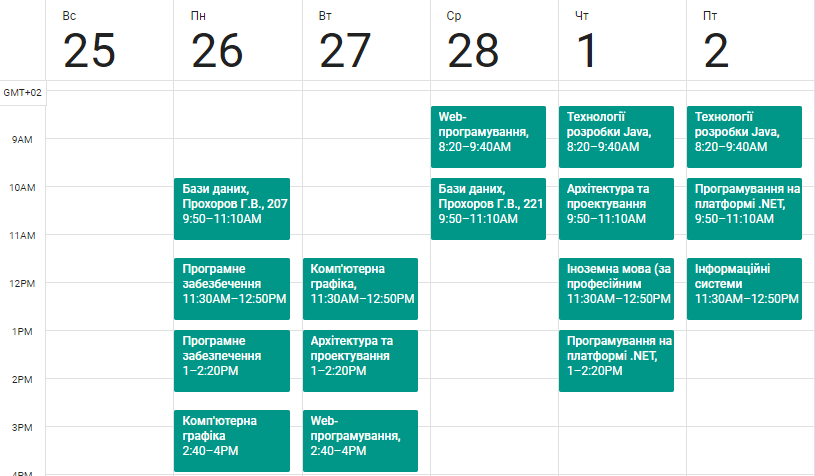 Вс
25
Пн
26
Вт
27
Ср
28
Чт
1
Пт
2
GMT+02
9AM
10AM
11AM
12PM
1PM
2PM
3PM
4PM
Бази даних,
Прохоров Г.В., 207
9:50–11:10AM
Програмне
забезбечення
11:30AM–12:50PM
Програмне
забезпечення
1–2:20PM
Комп'ютерна
графіка
2:40–4PM
Комп'ютерна
графіка,
11:30AM–12:50PM
Архітектура та
проектування
1–2:20PM
Web-
програмування,
2:40–4PM
Web-
програмування,
8:20–9:40AM
Бази даних,
Прохоров Г.В., 221
9:50–11:10AM
Технології
розробки Java,
8:20–9:40AM
Архітектура та
проектування
9:50–11:10AM
Іноземна мова (за
професійним
11:30AM–12:50PM
Програмування на
платформі .NET,
1–2:20PM
Технології
розробки Java,
8:20–9:40AM
Програмування на
платформі .NET,
9:50–11:10AM
Інформаційні
системи
11:30AM–12:50PM